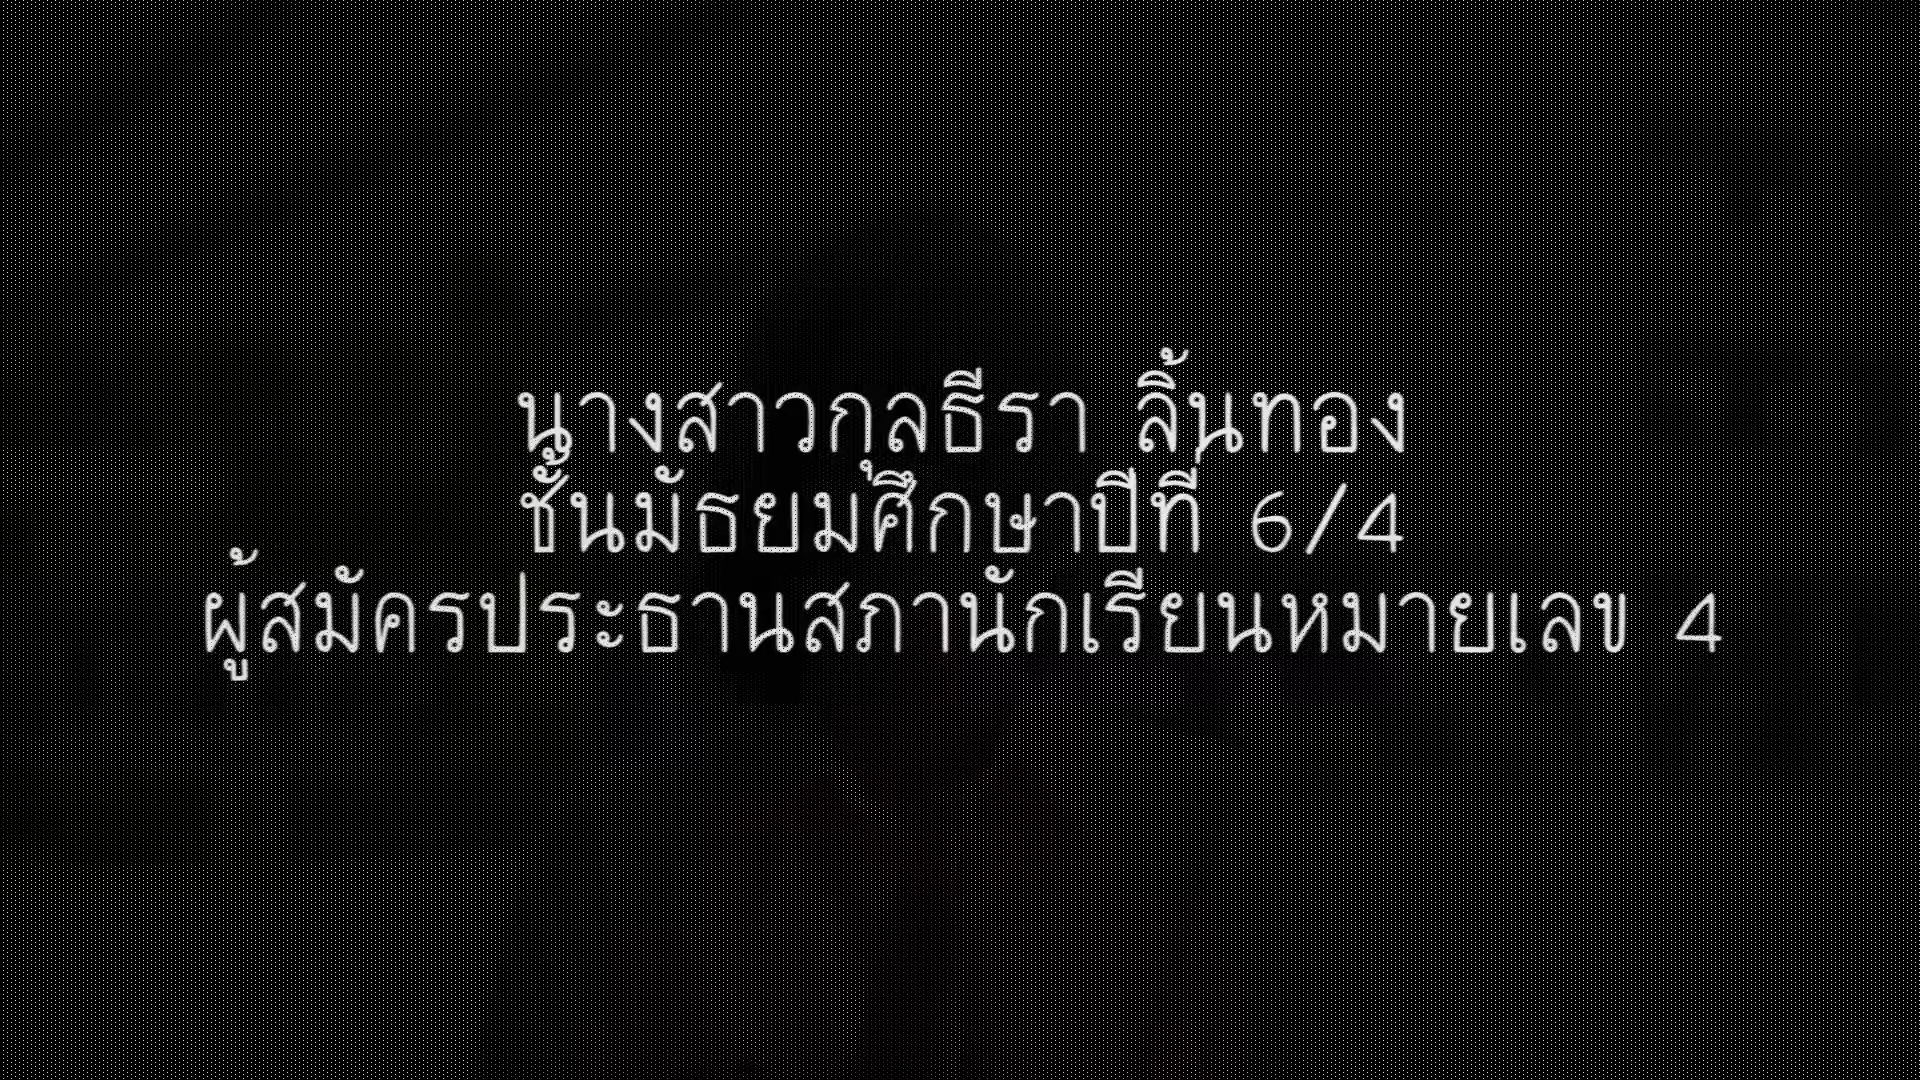 นางสาวกุลธีรา ลิ้นทอง
ชั้นมัธยมศึกษาปีที่ 6/4
ผู้สมัครประธานสภานักเรียนหมายเลข 4